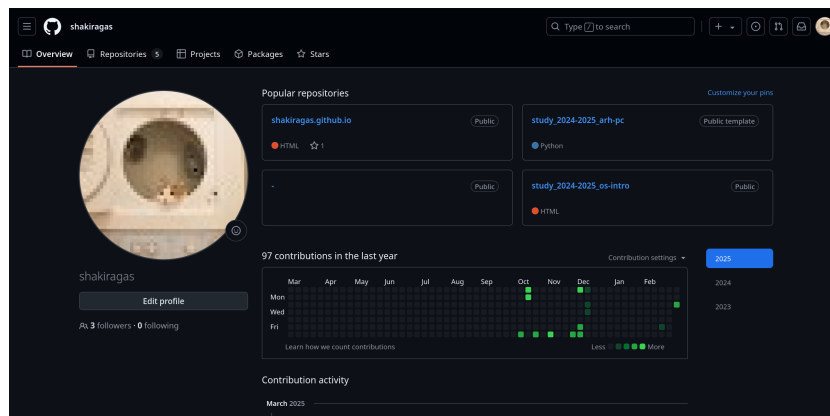 shakiragas
Type / to search
Overview Repositories 5 Projects Packages Stars
Popular repositories
Customize your pins
shakiragas.github.io Public
HTML 1
study_2024-2025_arh-pc Public template
Python
- Public
study_2024-2025_os-intro Public
HTML
shakiragas
Edit profile
3 followers · 0 following
97 contributions in the last year
Contribution settings
2025
2024
2023
Mar Apr May Jun Jul Aug Sep Oct Nov Dec Jan Feb
Mon
Wed
Fri
Learn how we count contributions
Less More
Contribution activity
March 2025